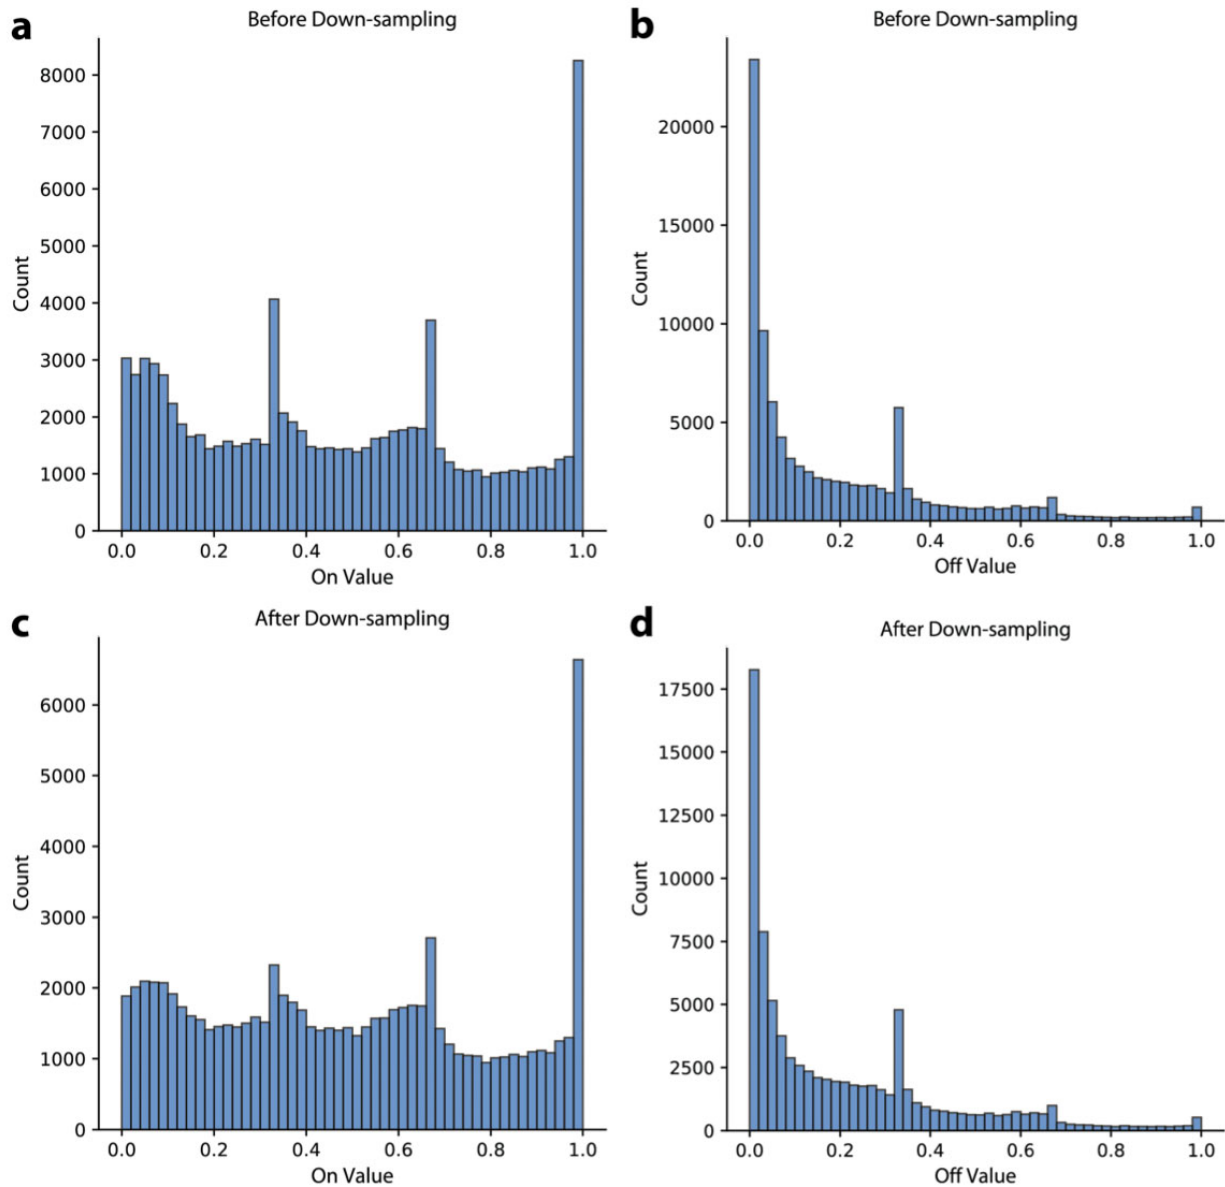 a
Before Down-sampling
8000
7000
6000
5000
4000
3000
2000
1000
0
Count
0.0 0.2 0.4 0.6 0.8 1.0
On Value
b
Before Down-sampling
20000
15000
10000
5000
0
Count
0.0 0.2 0.4 0.6 0.8 1.0
Off Value
c
After Down-sampling
6000
5000
4000
3000
2000
1000
0
Count
0.0 0.2 0.4 0.6 0.8 1.0
On Value
d
After Down-sampling
17500
15000
12500
10000
7500
5000
2500
0
Count
0.0 0.2 0.4 0.6 0.8 1.0
Off Value